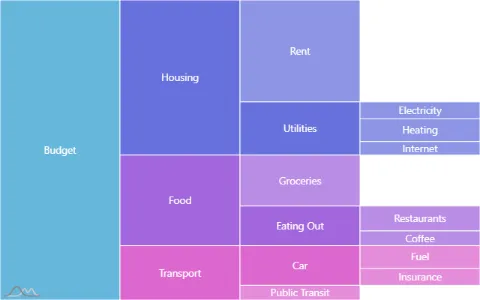 Budget
Housing
Rent
Utilities
Electricity
Heating
Internet
Food
Groceries
Eating Out
Restaurants
Coffee
Transport
Car
Fuel
Insurance
Public Transit